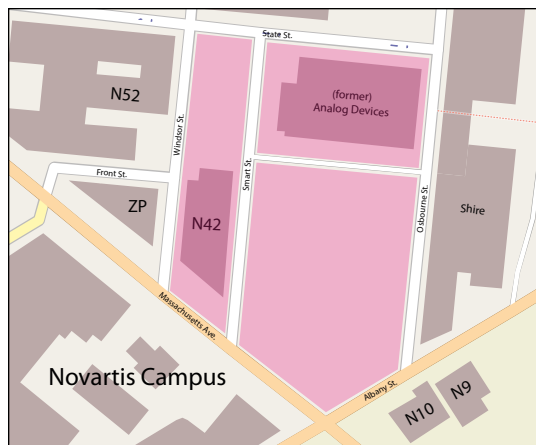 State St.
(former)
Analog Devices
N52
Windsor St.
Front St.
Smart St.
Osbourne St.
ZP
N42
Shire
Massachusetts Ave.
Novartis Campus
Albany St.
N10
N9